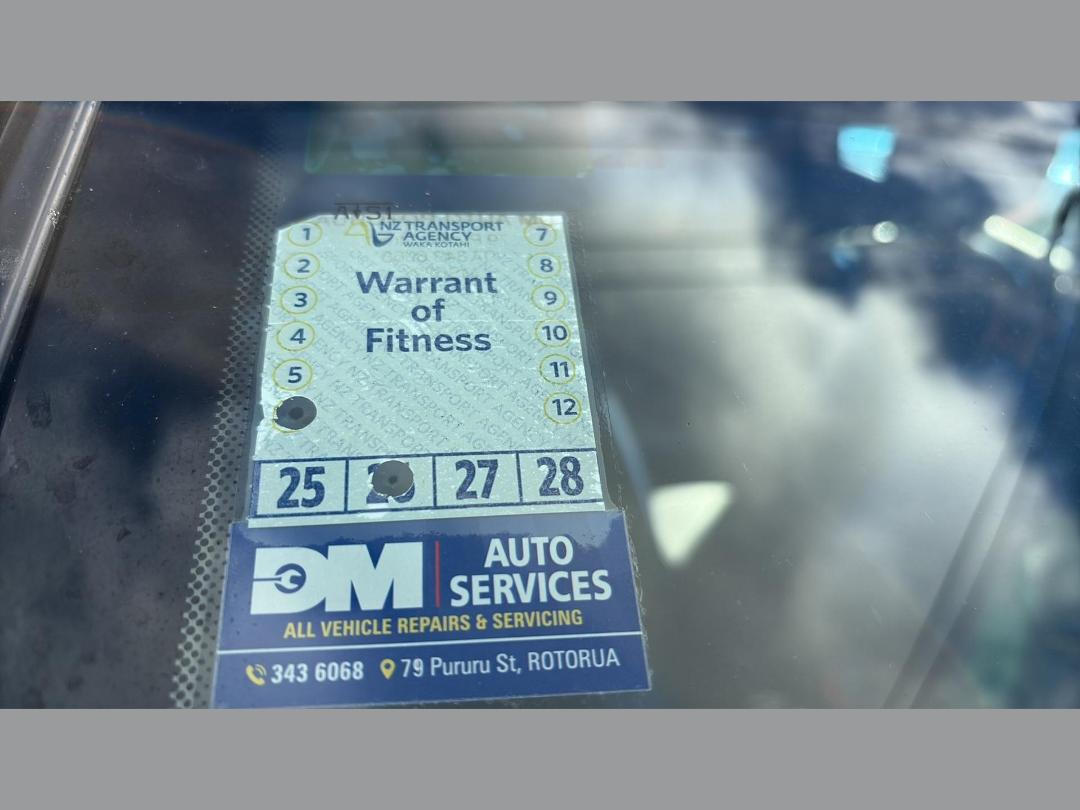 NZ TRANSPORT
AGENCY
WAKA KOTAHI
Warrant
of
Fitness
1
2
3
4
5
7
8
9
10
11
12
25 27 28
DM AUTO
SERVICES
ALL VEHICLE REPAIRS & SERVICING
343 6068 79 Pururu St, ROTORUA